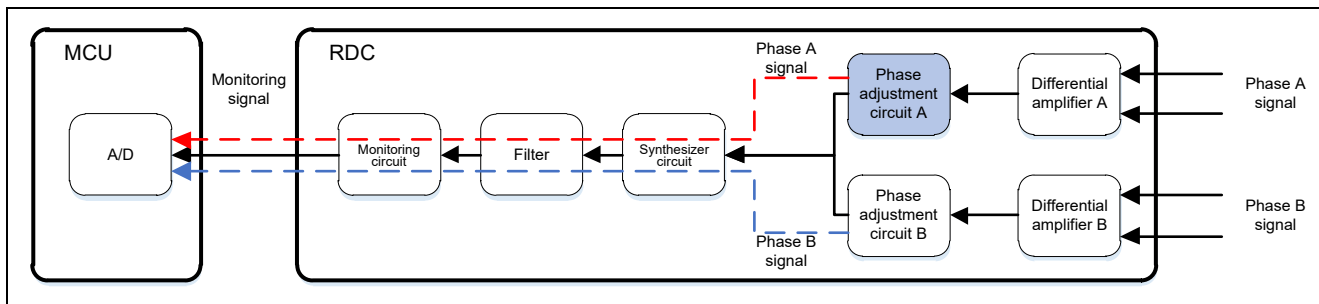 MCU
RDC
Monitoring
signal
A/D
Monitoring
circuit
Filter
Synthesizer
circuit
Phase A
signal
Phase B
signal
Phase
adjustment
circuit A
Phase
adjustment
circuit B
Differential
amplifier A
Differential
amplifier B
Phase A
signal
Phase B
signal